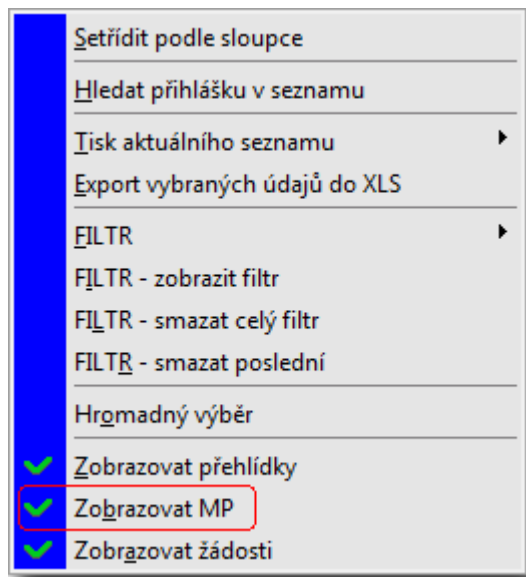 Setřídit podle sloupce
Hledat přihlášku v seznamu
Tisk aktuálního seznamu
Export vybraných údajů do XLS
FILTR
FILTR - zobrazit filtr
FILTR - smazat celý filtr
FILTR - smazat poslední
Hromadný výběr
Zobrazovat přehlídky
Zobrazovat MP
Zobrazovat žádosti